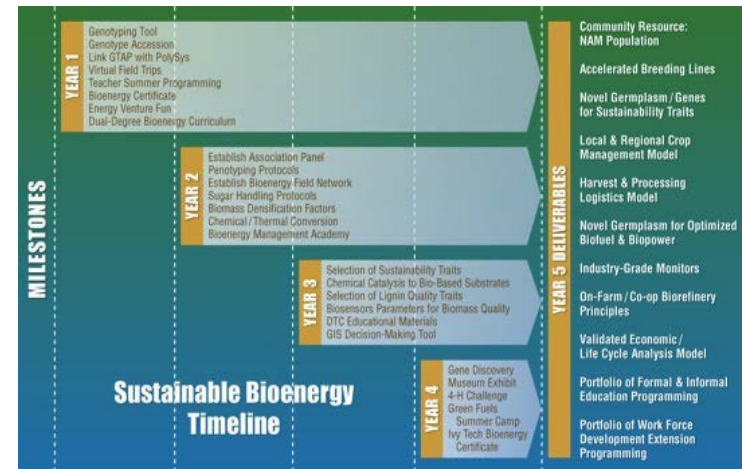 MILESTONES
YEAR 1
Genotyping Tool
Genotype Accession
Link GTAP with PolySys
Virtual Field Trips
Teacher Summer Programming
Bioenergy Certificate
Energy Venture Fun
Dual-Degree Bioenergy Curriculum
YEAR 2
Establish Association Panel
Penotyping Protocols
Establish Bioenergy Field Network
Sugar Handling Protocols
Biomass Densification Factors
Chemical / Thermal Conversion
Bioenergy Management Academy
YEAR 3
Selection of Sustainability Traits
Chemical Catalysis to Bio-Based Substrates
Selection of Lignin Quality Traits
Biosensors Parameters for Biomass Quality
DTC Educational Materials
GIS Decision-Making Tool
YEAR 4
Gene Discovery
Museum Exhibit
4-H Challenge
Green Fuels
Summer Camp
Ivy Tech Bioenergy
Certificate
Sustainable Bioenergy
Timeline
YEAR 5 DELIVERABLES
Community Resource:
NAM Population
Accelerated Breeding Lines
Novel Germplasm / Genes
for Sustainability Traits
Local & Regional Crop
Management Model
Harvest & Processing
Logistics Model
Novel Germplasm for Optimized
Biofuel & Biopower
Industry-Grade Monitors
On-Farm / Co-op Biorefinery
Principles
Validated Economic /
Life Cycle Analysis Model
Portfolio of Formal & Informal
Education Programming
Portfolio of Work Force
Development Extension
Programming